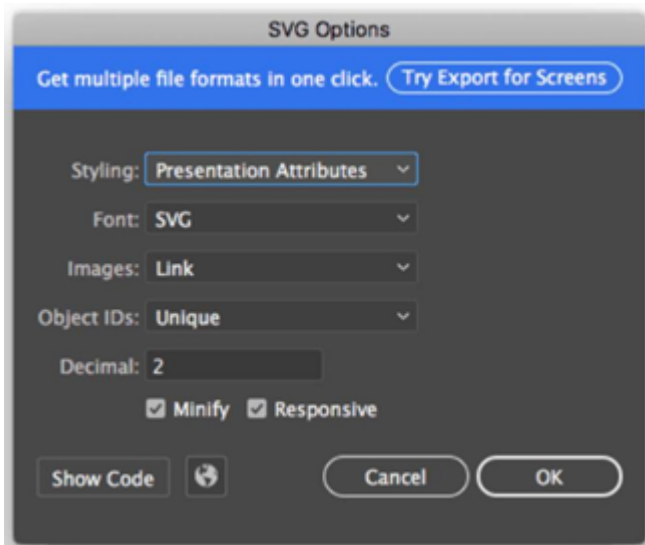 SVG Options
Get multiple file formats in one click. Try Export for Screens
Styling: Presentation Attributes
Font: SVG
Images: Link
Object IDs: Unique
Decimal: 2
Minify Responsive
Show Code Cancel OK